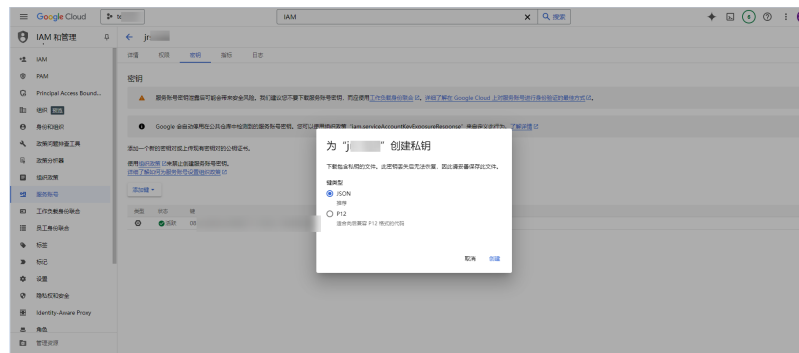 Google Cloud
te
IAM
搜索
IAM 和管理
jr
详情 权限 密钥 指标 日志
IAM
PAM
Principal Access Bound...
组织
身份和组织
政策问题排查工具
政策分析器
组织政策
服务账号
工作负载身份联合
员工身份联合
标签
标记
设置
隐私权和安全
Identity-Aware Proxy
角色
管理资源
密钥
服务账号密钥泄露后可能会带来安全风险。我们建议您不要下载服务账号密钥，而应使用工作负载身份联合。详细了解在 Google Cloud 上对服务账号进行身份验证的最佳方式。
Google 会自动停用在公共仓库中检测到的服务账号密钥。您可以使用组织政策“iam.serviceAccountKeyExposureResponse”来自定义此行为。了解详情
添加一个新的密钥对或上传现有密钥对的公钥证书。
使用组织政策来禁止创建服务账号密钥。
详细了解如何为服务账号设置组织政策
添加键
类型 状态 键
活跃 08
为“j ”创建私钥
下载包含私钥的文件。此密钥丢失后无法恢复，因此请妥善保存此文件。
键类型
JSON
推荐
P12
适合向后兼容 P12 格式的代码
取消 创建